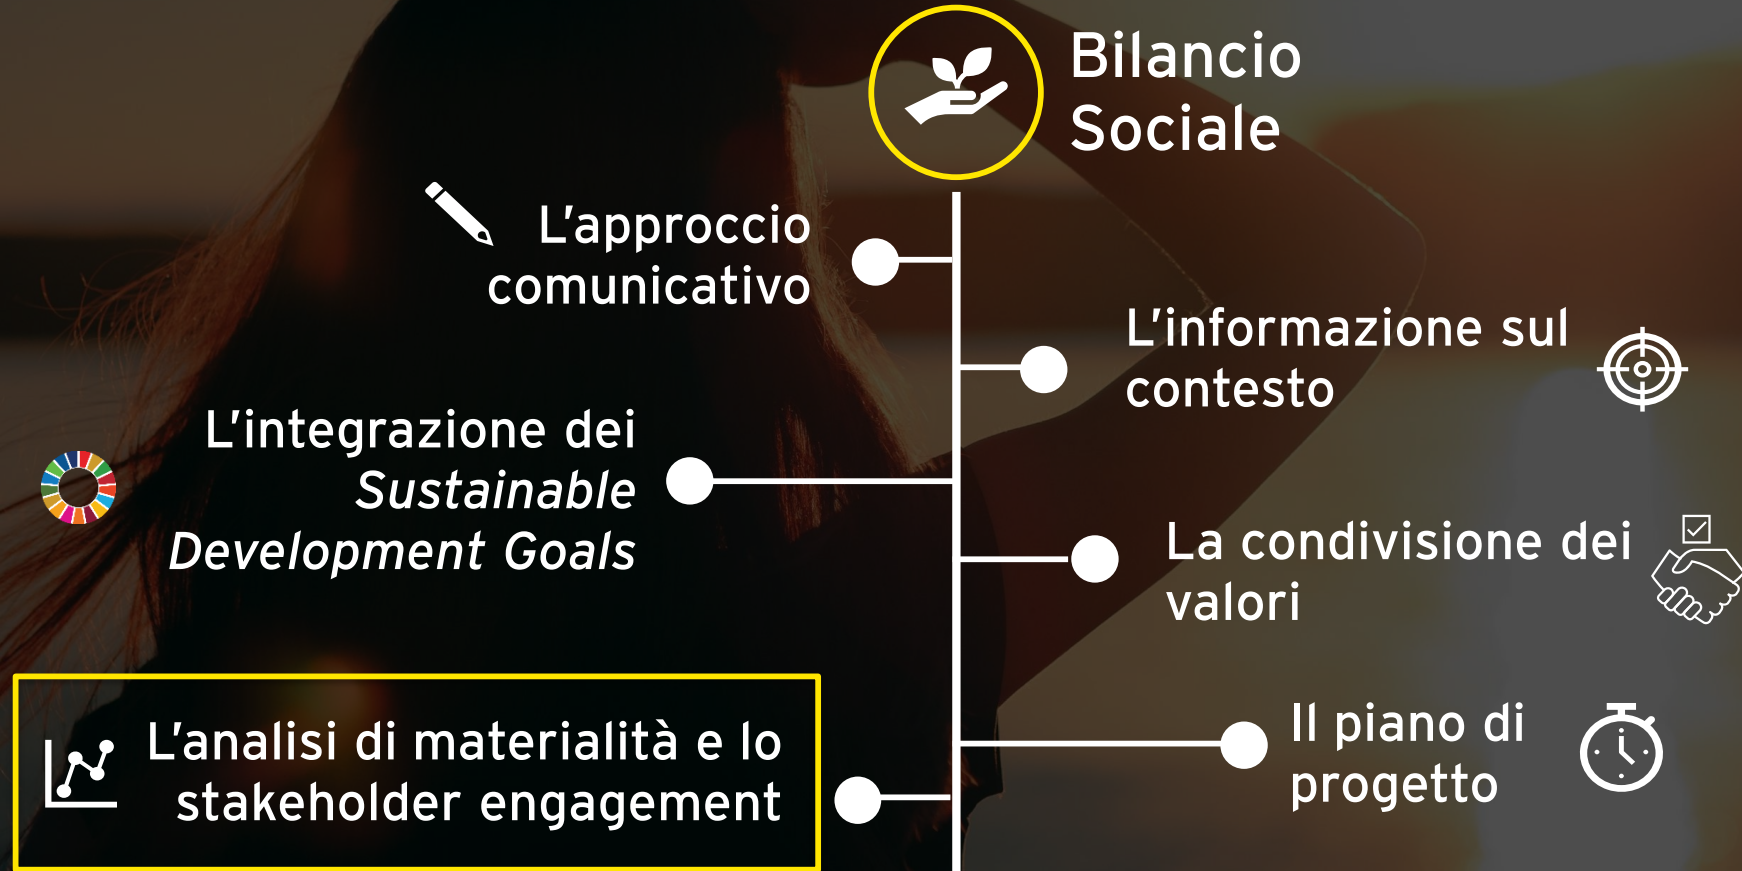 Bilancio
Sociale
L'approccio
comunicativo
L'informazione sul
contesto
L'integrazione dei
Sustainable
Development Goals
La condivisione dei
valori
Il piano di
progetto
L'analisi di materialità e lo
stakeholder engagement